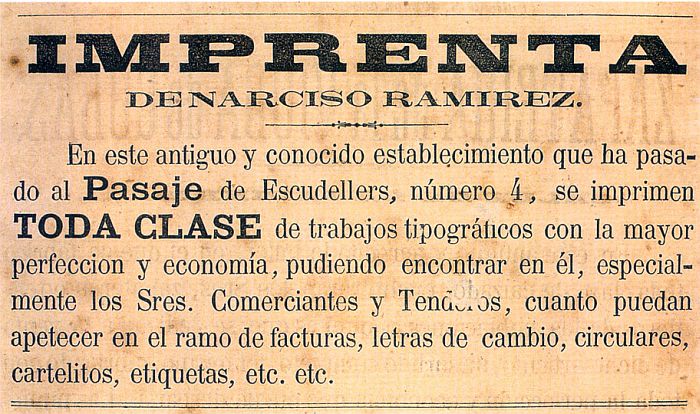 IMPRENTA
DE NARCISO RAMIREZ.
En este antiguo y conocido establecimiento que ha pasa-
do al Pasaje de Escudellers, número 4, se imprimen
TODA CLASE de trabajos tipográticos con la mayor
perfeccion y economía, pudiendo encontrar en él, especial-
mente los Sres. Comerciantes y Tenderos, cuanto puedan
apetecer en el ramo de facturas, letras de cambio, circulares,
cartelitos, etiquetas, etc. etc.